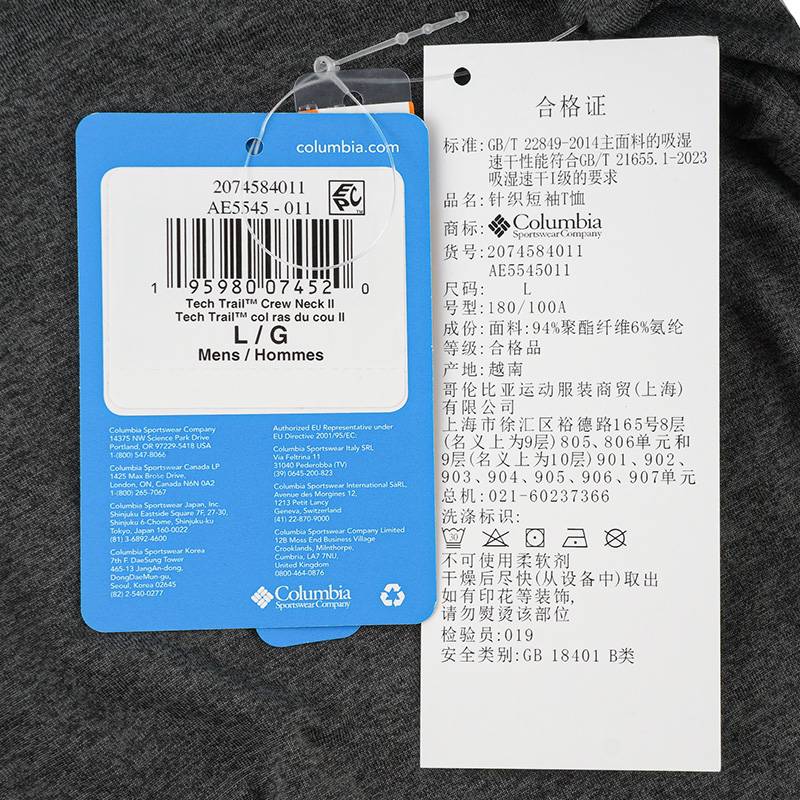 columbia.com
2074584011
AE5545 - 011
EPC™
1 95980 07452 0
Tech Trail™ Crew Neck II
Tech Trail™ col ras du cou II
L / G
Mens / Hommes
Columbia Sportswear Company
14375 NW Science Park Drive
Portland, OR 97229-5418 USA
1-(800) 547-8066
Columbia Sportswear Canada LP
1425 Max Brose Drive,
London, ON, Canada N6N 0A2
1-(800) 265-7067
Columbia Sportswear Japan, Inc.
Shinjuku Eastside Square 7F, 27-30,
Shinjuku 6-Chome, Shinjuku-ku
Tokyo, Japan 160-0022
(81) 3-6892-4600
Columbia Sportswear Korea
7th F. DaeSung Tower
465-13 JangAn-dong,
DongDaeMun-gu,
Seoul, Korea 02645
(82) 2-540-0277
Authorized EU Representative under
EU Directive 2001/95/EC:
Columbia Sportswear Italy SRL
Via Feltrina 11
31040 Pederobba (TV)
(39) 0645-200-823
Columbia Sportswear International SaRL,
Avenue des Morgines 12,
1213 Petit Lancy
Geneva, Switzerland
(41) 22-870-9000
Columbia Sportswear Company Limited
12B Moss End Business Village
Crooklands, Milnthorpe,
Cumbria, LA7 7NU,
United Kingdom
0800-464-0876
Columbia
Sportswear Company
合格证
标准:GB/T 22849-2014主面料的吸湿
速干性能符合GB/T 21655.1-2023
吸湿速干I级的要求
品名:针织短袖T恤
商标:Columbia
Sportswear Company
货号:2074584011
AE5545011
尺码: L
号型:180/100A
成份:面料:94%聚酯纤维6%氨纶
等级:合格品
产地:越南
哥伦比亚运动服装商贸(上海)
有限公司
上海市徐汇区裕德路165号8层
(名义上为9层)805、806单元和
9层(名义上为10层)901、902、
903、904、905、906、907单元
总机:021-60237366
洗涤标识:
30
不可使用柔软剂
干燥后尽快(从设备中)取出
如有印花等装饰,
请勿熨烫该部位
检验员:019
安全类别:GB 18401 B类